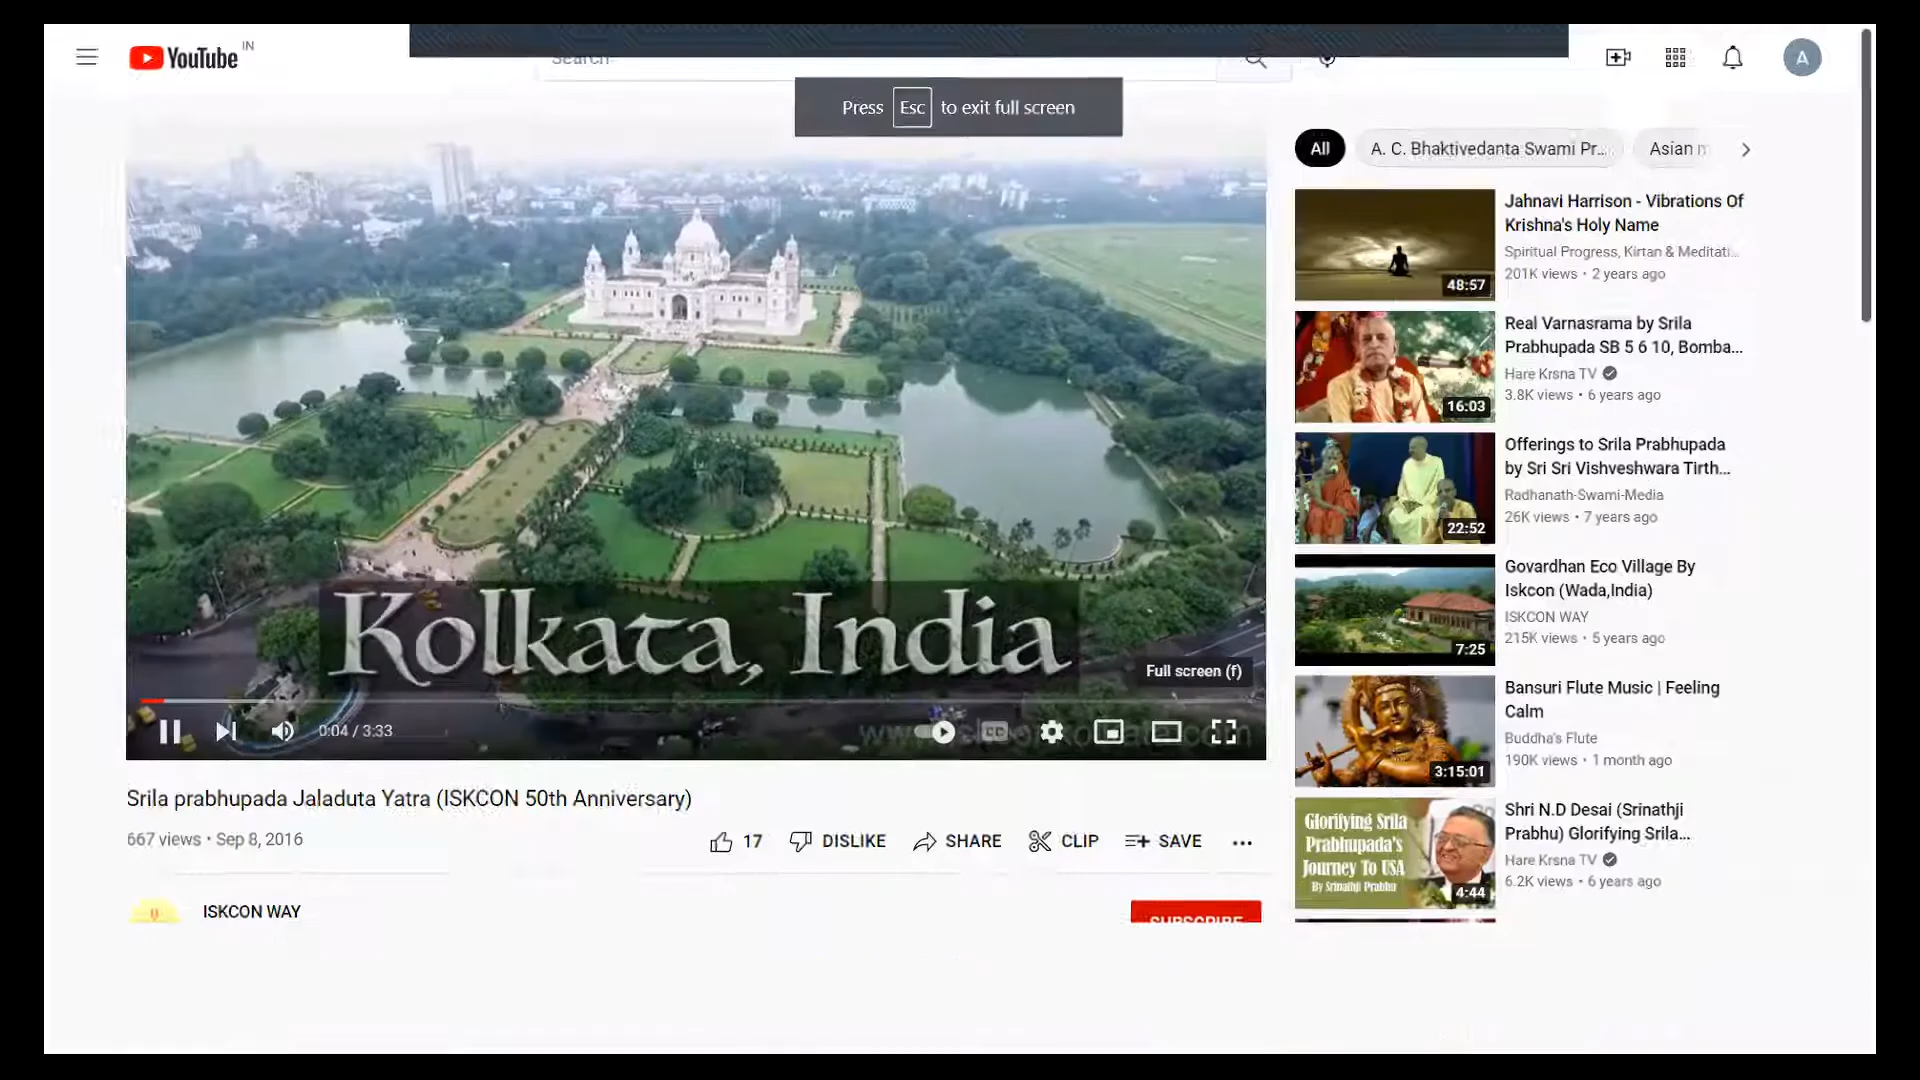 YouTube IN
Search
Press Esc to exit full screen
A
All
A. C. Bhaktivedanta Swami Pr...
Asian m
Kolkata, India
Full screen (f)
0:04 / 3:33
CC
Srila prabhupada Jaladuta Yatra (ISKCON 50th Anniversary)
667 views • Sep 8, 2016
17
DISLIKE
SHARE
CLIP
SAVE
ISKCON WAY
SUBSCRIBE
48:57
Jahnavi Harrison - Vibrations Of
Krishna's Holy Name
Spiritual Progress, Kirtan & Meditati...
201K views • 2 years ago
16:03
Real Varnasrama by Srila
Prabhupada SB 5 6 10, Bomba...
Hare Krsna TV
3.8K views • 6 years ago
22:52
Offerings to Srila Prabhupada
by Sri Sri Vishveshwara Tirth...
Radhanath-Swami-Media
26K views • 7 years ago
7:25
Govardhan Eco Village By
Iskcon (Wada,India)
ISKCON WAY
215K views • 5 years ago
3:15:01
Bansuri Flute Music | Feeling
Calm
Buddha's Flute
190K views • 1 month ago
Glorifying Srila
Prabhupada's
Journey To USA
By Srinathji Prabhu
4:44
Shri N.D Desai (Srinathji
Prabhu) Glorifying Srila...
Hare Krsna TV
6.2K views • 6 years ago